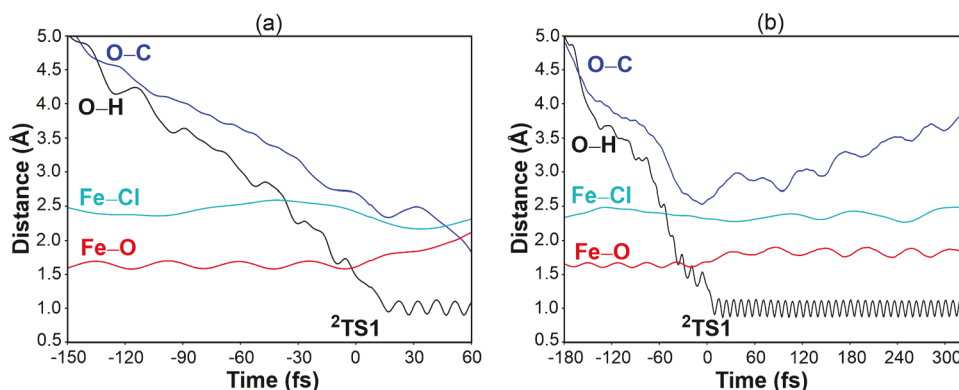 (a)
5.0
4.5
4.0
3.5
3.0
2.5
2.0
1.5
1.0
0.5
Distance (Å)
O–C
O–H
Fe–Cl
Fe–O
²TS1
-150 -120 -90 -60 -30 0 30 60
Time (fs)
(b)
5.0
4.5
4.0
3.5
3.0
2.5
2.0
1.5
1.0
0.5
Distance (Å)
O–C
O–H
Fe–Cl
Fe–O
²TS1
-180 -120 -60 0 60 120 180 240 300
Time (fs)